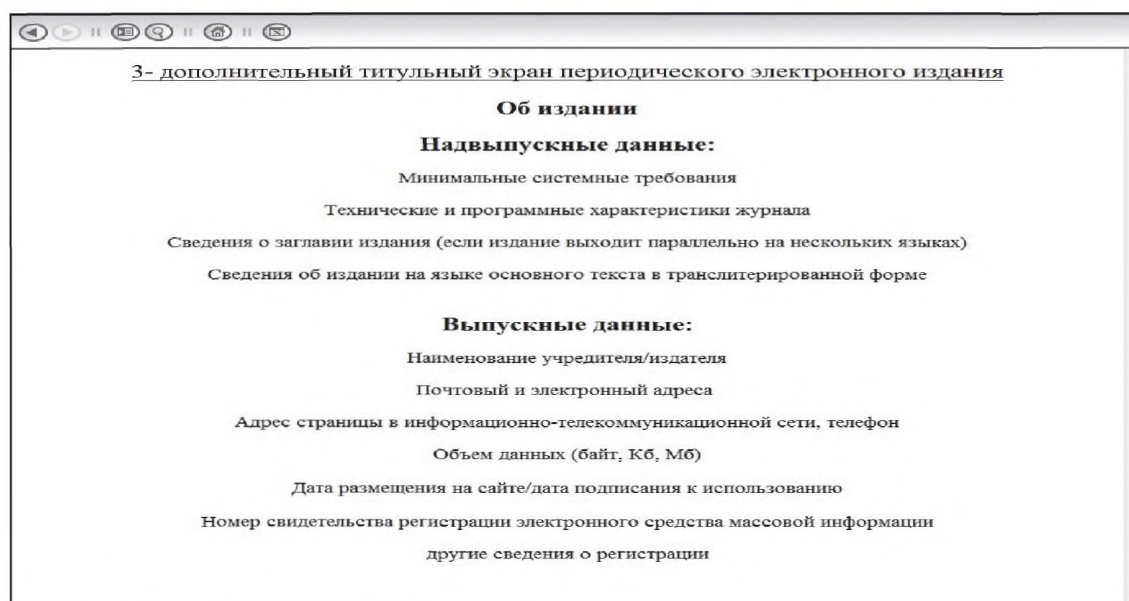 3- дополнительный титульный экран периодического электронного издания
Об издании
Надвыпускные данные:
Минимальные системные требования
Технические и программные характеристики журнала
Сведения о заглавии издания (если издание выходит параллельно на нескольких языках)
Сведения об издании на языке основного текста в транслитерированной форме
Выпускные данные:
Наименование учредителя/издателя
Почтовый и электронный адреса
Адрес страницы в информационно-телекоммуникационной сети, телефон
Объем данных (байт, Кб, Мб)
Дата размещения на сайте/дата подписания к использованию
Номер свидетельства регистрации электронного средства массовой информации
другие сведения о регистрации